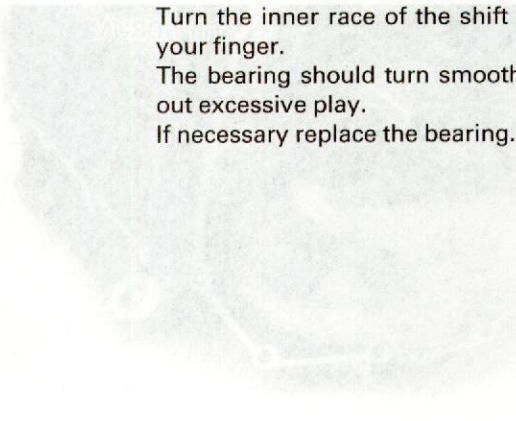 Turn the inner race of the shift
your finger.
The bearing should turn smooth
out excessive play.
If necessary replace the bearing.